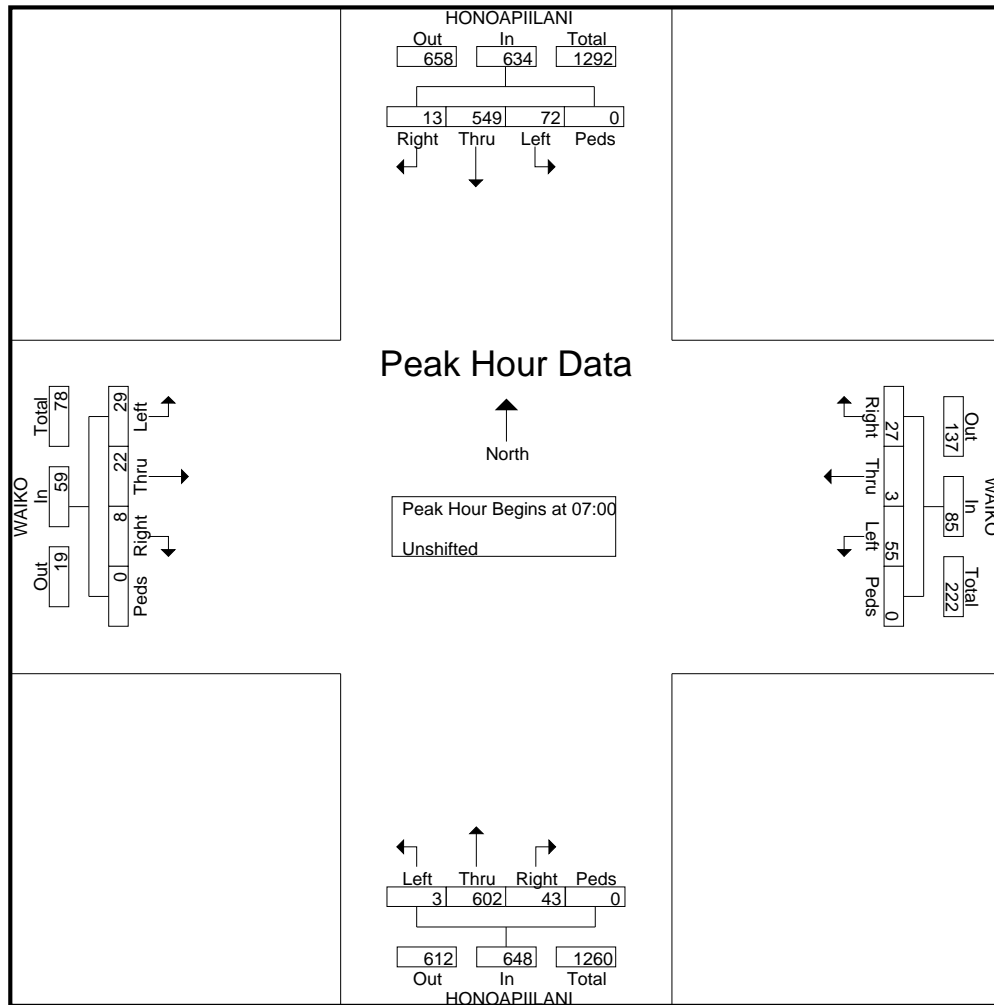 HONOAPIILANI
Out In Total
658 634 1292
13 549 72 0
Right Thru Left Peds
Peak Hour Data
North
Peak Hour Begins at 07:00
Unshifted
WAIKO
Total In Out
78 59 19
29 22 8 0
Left Thru Right Peds
WAIKO
Out In Total
137 85 222
27 3 55 0
Right Thru Left Peds
Left Thru Right Peds
3 602 43 0
612 648 1260
Out In Total
HONOAPIILANI